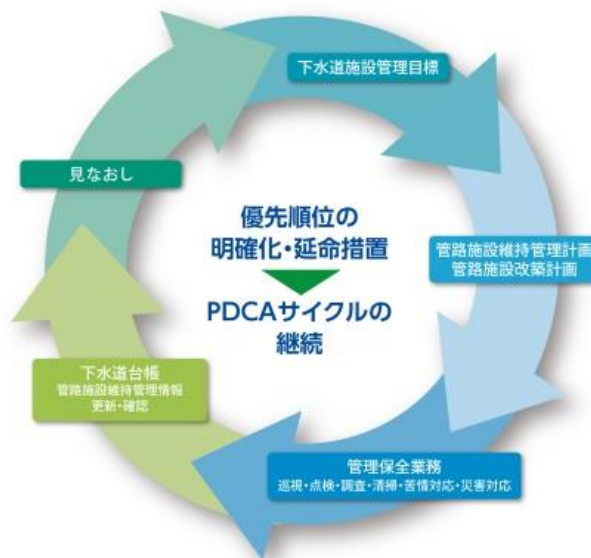 下水道施設管理目標
見なおし
優先順位の
明確化・延命措置
PDCAサイクルの
継続
管路施設維持管理計画
管路施設改築計画
下水道台帳
管路施設維持管理情報
更新・確認
管理保全業務
巡視・点検・調査・清掃・苦情対応・災害対応